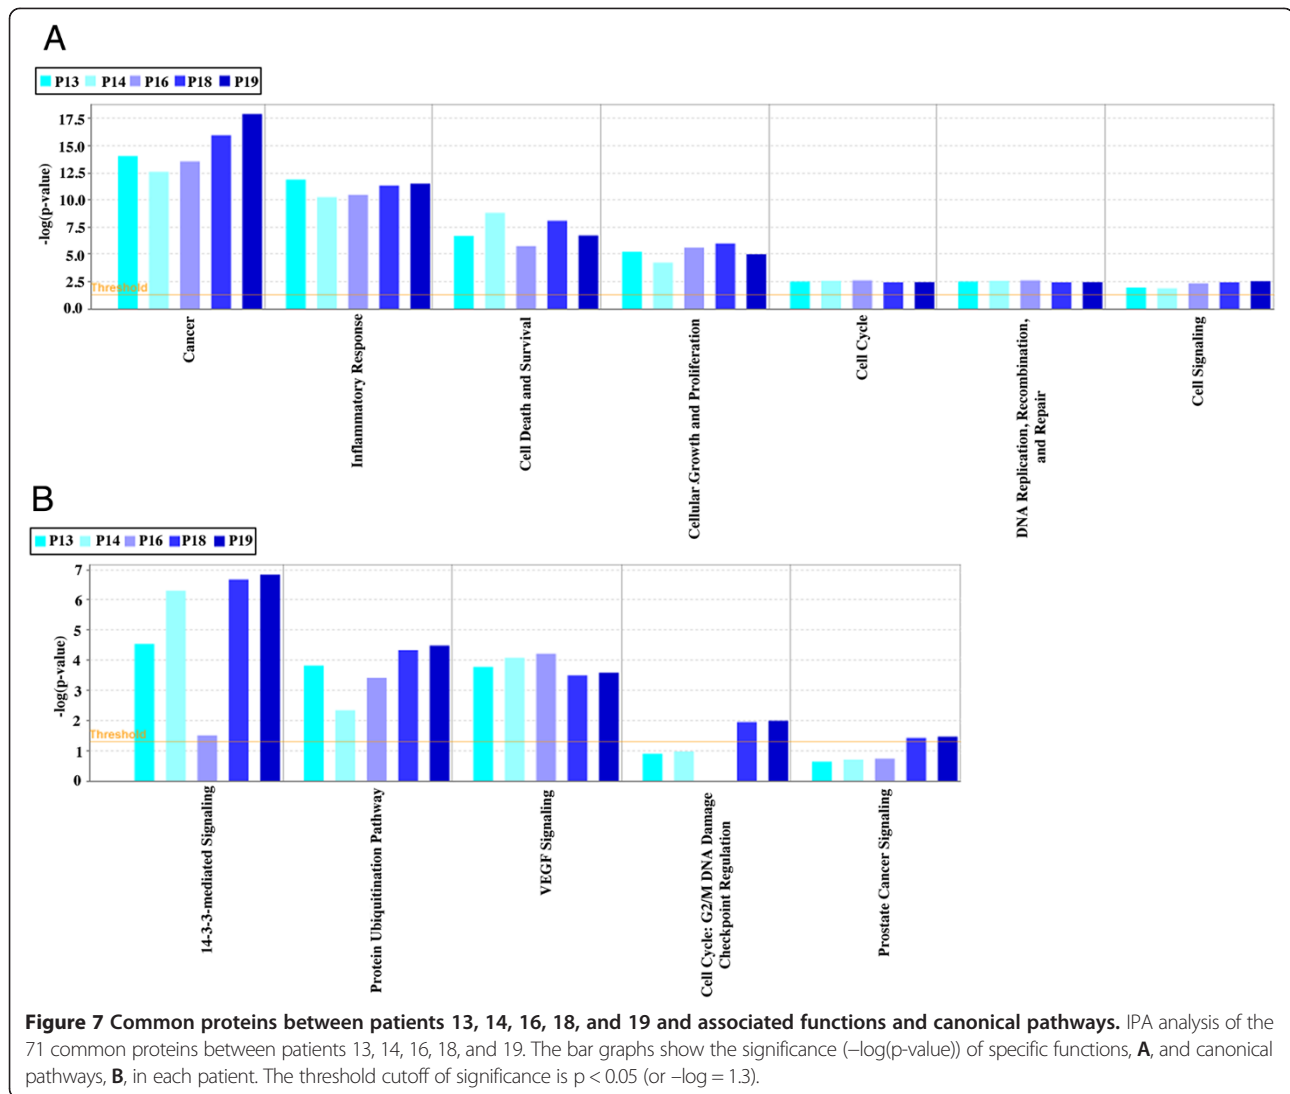 A
P13 P14 P16 P18 P19
-log(p-value)
17.5
15.0
12.5
10.0
7.5
5.0
2.5
0.0
Threshold
Cancer
Inflammatory Response
Cell Death and Survival
Cellular Growth and Proliferation
Cell Cycle
DNA Replication, Recombination,
and Repair
Cell Signaling
B
P13 P14 P16 P18 P19
-log(p-value)
7
6
5
4
3
2
1
0
Threshold
14-3-3-mediated Signaling
Protein Ubiquitination Pathway
VEGF Signaling
Cell Cycle: G2/M DNA Damage
Checkpoint Regulation
Prostate Cancer Signaling
Figure 7 Common proteins between patients 13, 14, 16, 18, and 19 and associated functions and canonical pathways. IPA analysis of the
71 common proteins between patients 13, 14, 16, 18, and 19. The bar graphs show the significance (−log(p-value)) of specific functions, A, and canonical
pathways, B, in each patient. The threshold cutoff of significance is p < 0.05 (or –log = 1.3).